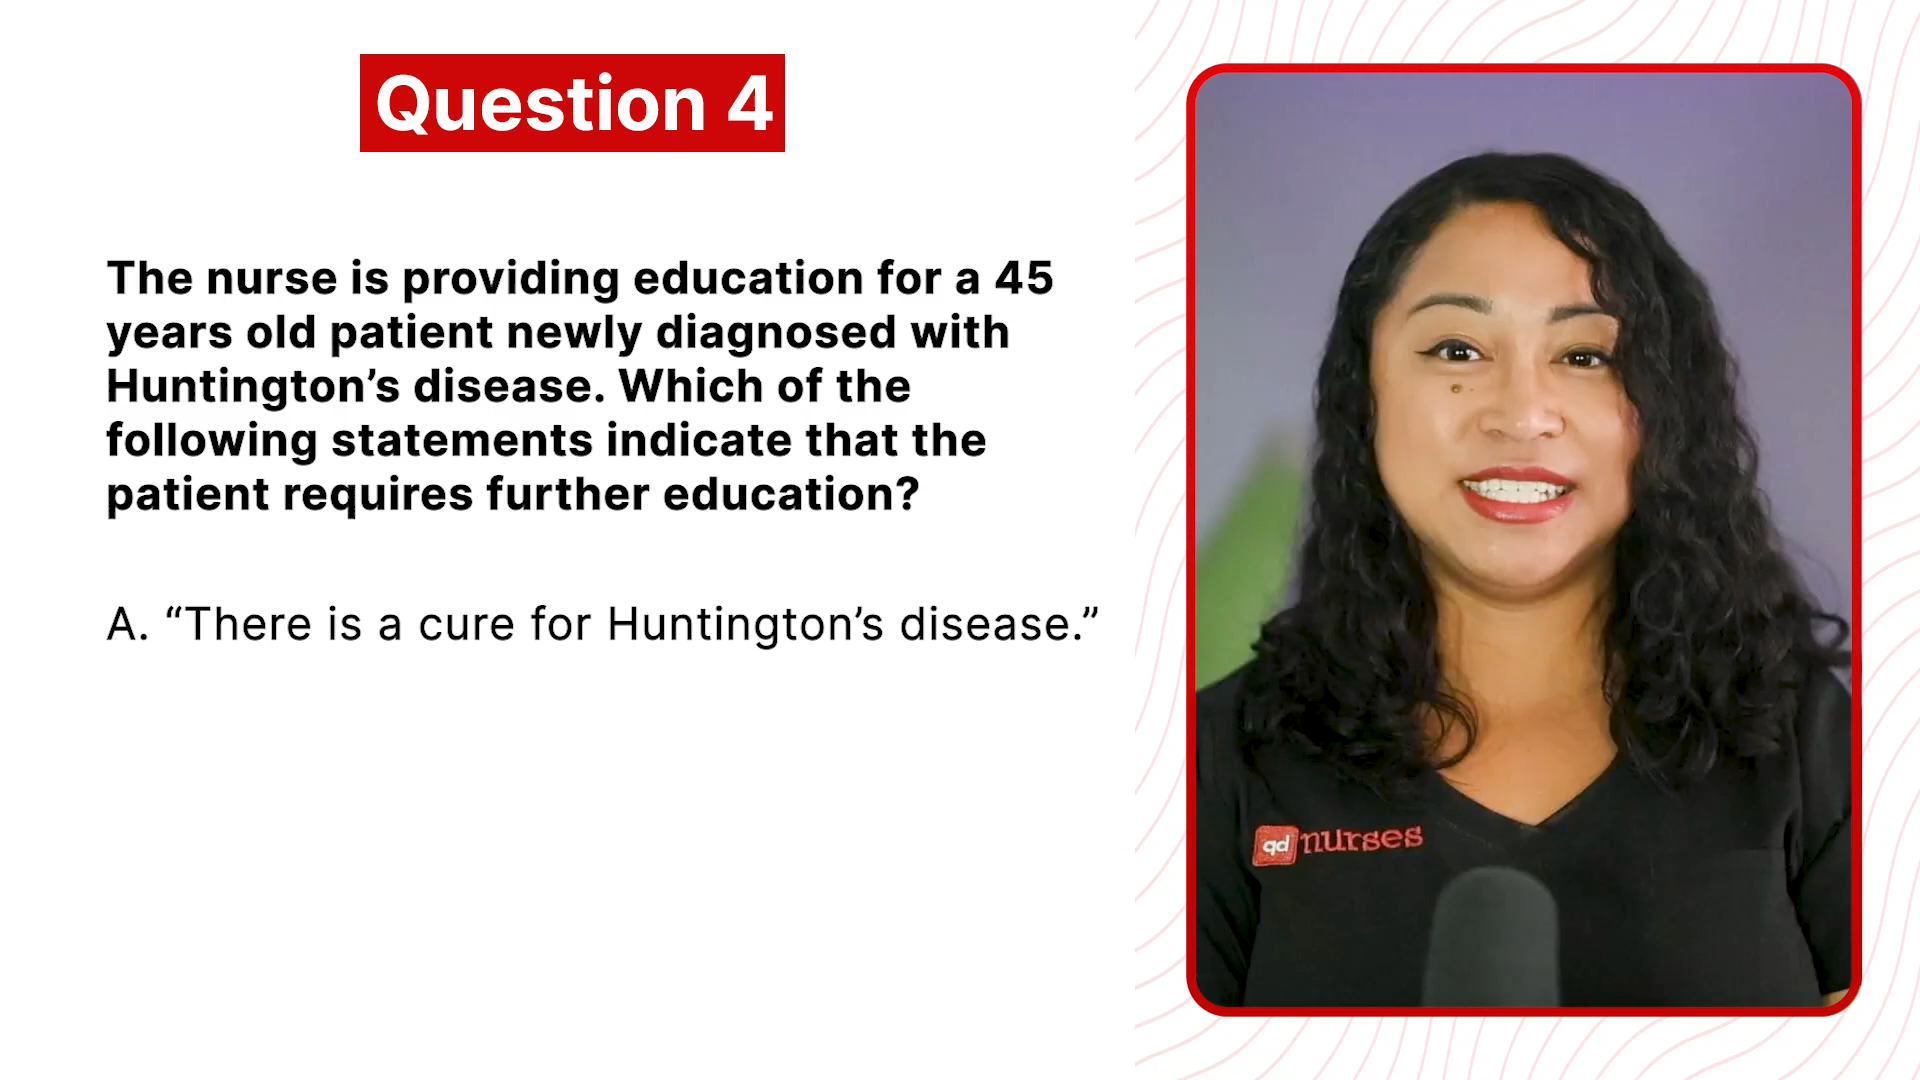 Question 4
The nurse is providing education for a 45
years old patient newly diagnosed with
Huntington’s disease. Which of the
following statements indicate that the
patient requires further education?
A. “There is a cure for Huntington’s disease.”
qd nurses